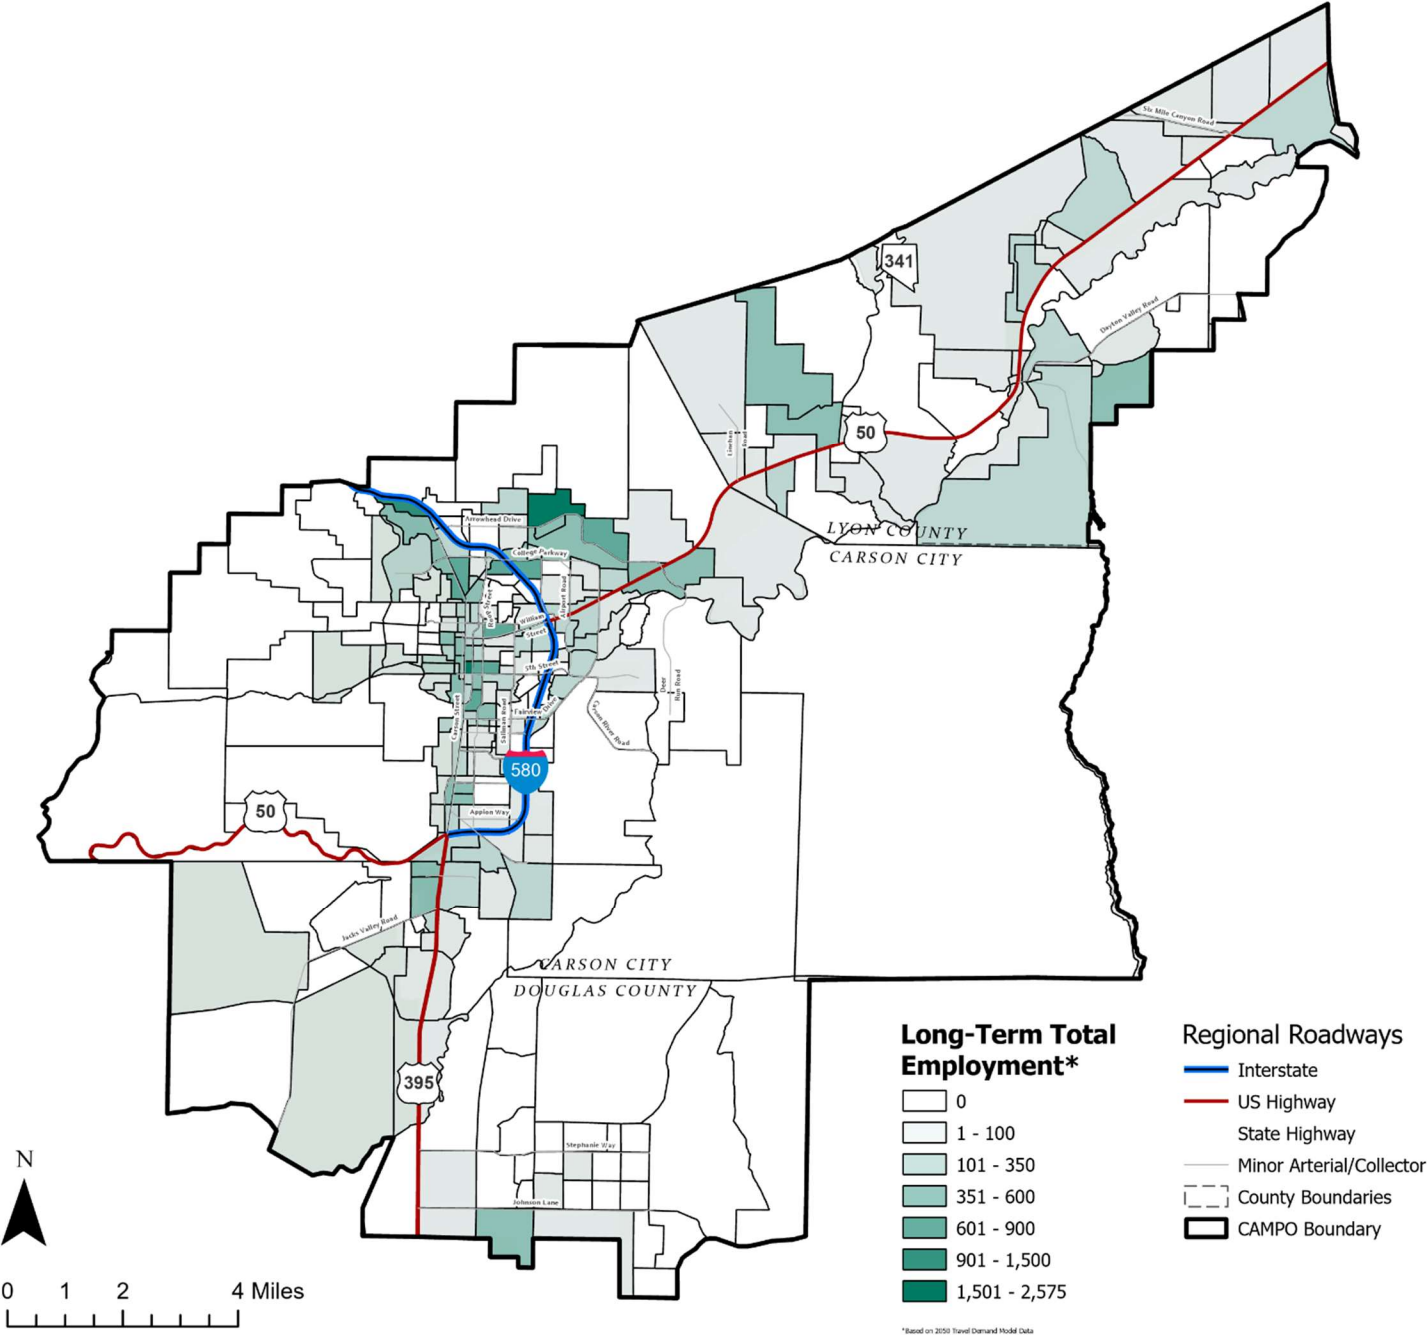 Six Mile Canyon Road
341
Dayton Valley Road
50
Linehan
Road
LYON COUNTY
CARSON CITY
Arrowhead Drive
College Parkway
Airport Road
Roop Street
William
Street
5th Street
Deer
Run Road
Carson Street
Saliman Road
Fairview Drive
Carson River Road
580
50
Appion Way
Jacks Valley Road
CARSON CITY
DOUGLAS COUNTY
395
Stephanie Way
Johnson Lane
Long-Term Total
Employment*
0
1 - 100
101 - 350
351 - 600
601 - 900
901 - 1,500
1,501 - 2,575
*Based on 2050 Travel Demand Model Data
Regional Roadways
Interstate
US Highway
State Highway
Minor Arterial/Collector
County Boundaries
CAMPO Boundary
N
0 1 2 4 Miles